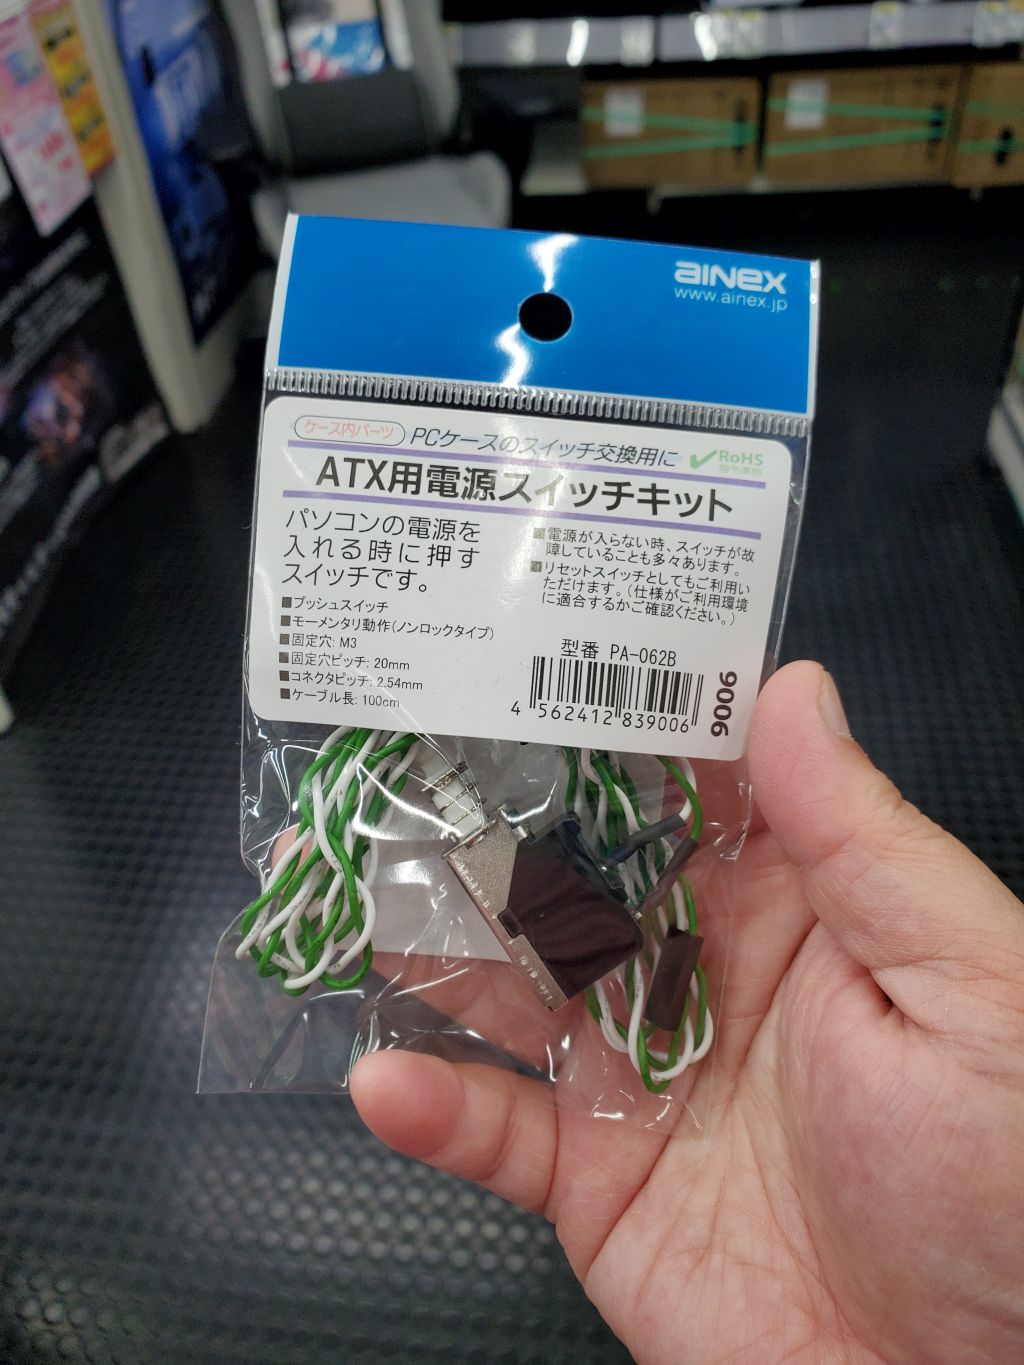 aınex
www.ainex.jp
ケース内パーツ
PCケースのスイッチ交換用に
RoHS
指令準拠
ATX用電源スイッチキット
パソコンの電源を
入れる時に押す
スイッチです。
■プッシュスイッチ
■モーメンタリ動作(ノンロックタイプ)
■固定穴: M3
■固定穴ピッチ: 20mm
■コネクタピッチ: 2.54mm
■ケーブル長: 100cm
■電源が入らない時、スイッチが故
障していることも多々あります。
■リセットスイッチとしてもご利用い
ただけます。(仕様がご利用環境
に適合するかご確認ください。)
型番 PA-062B
4 562412 839006
9006